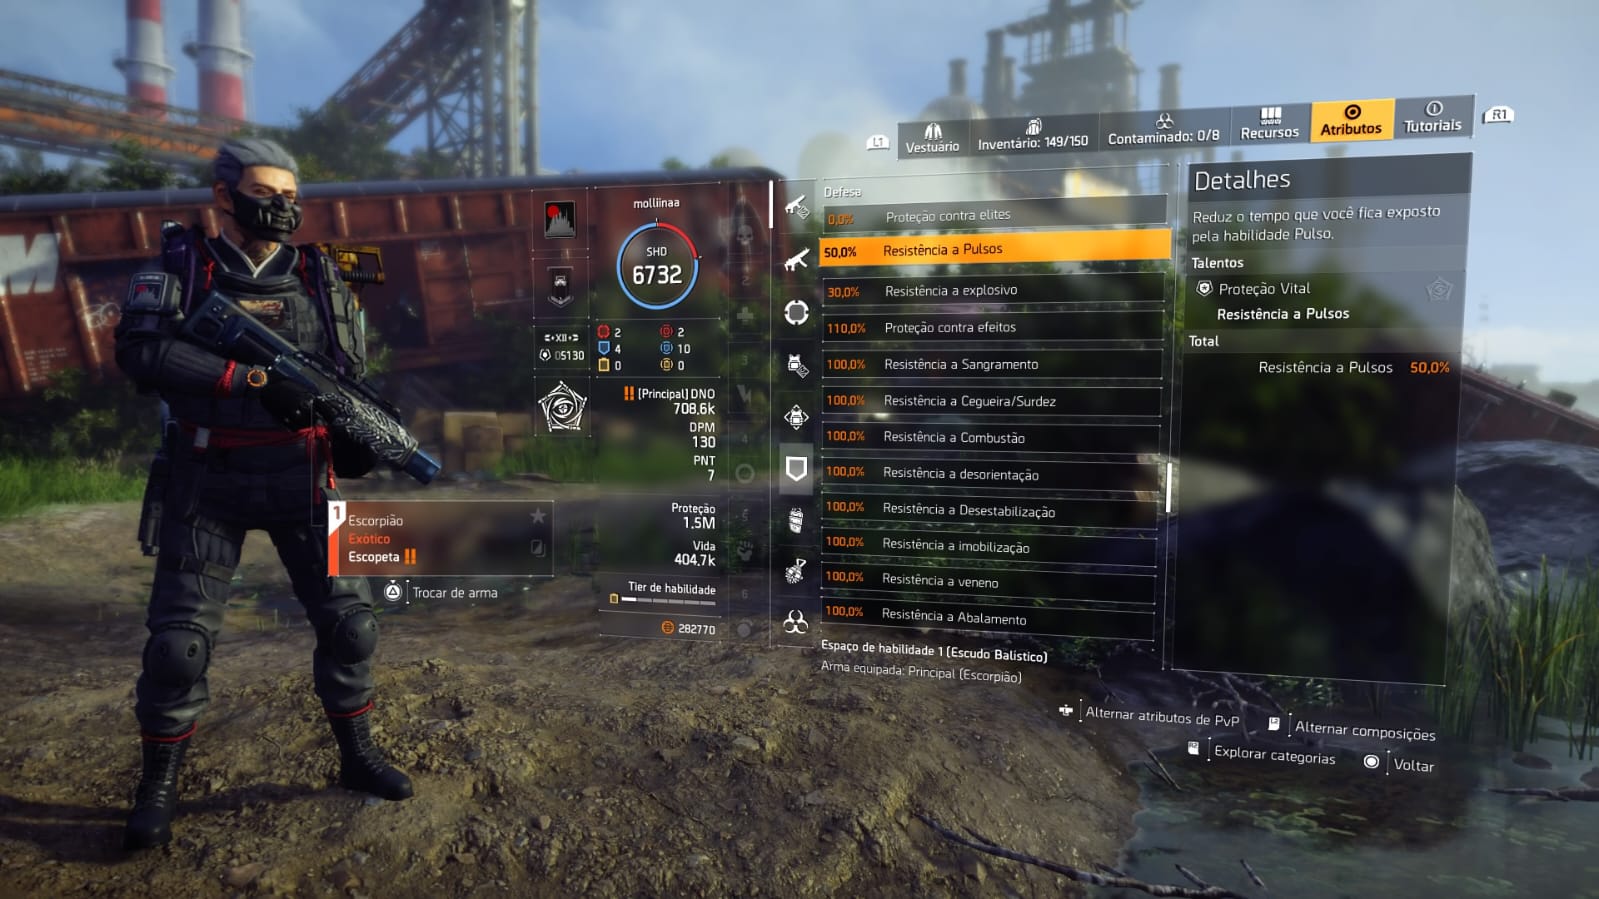 L1
Vestuário
Inventário: 149/150
Contaminado: 0/8
Recursos
Atributos
Tutoriais
R1
molliinaa
SHD
6732
XII
05130
2
2
4
10
0
0
[Principal] DNO
708,6k
DPM
130
PNT
7
Proteção
1.5M
Vida
404.7k
Tier de habilidade
282770
1
Escorpião
Exótico
Escopeta
Trocar de arma
Defesa
0,0% Proteção contra elites
50,0% Resistência a Pulsos
30,0% Resistência a explosivo
110,0% Proteção contra efeitos
100,0% Resistência a Sangramento
100,0% Resistência a Cegueira/Surdez
100,0% Resistência a Combustão
100,0% Resistência a desorientação
100,0% Resistência a Desestabilização
100,0% Resistência a imobilização
100,0% Resistência a veneno
100,0% Resistência a Abalamento
Espaço de habilidade 1 (Escudo Balístico)
Arma equipada: Principal (Escorpião)
Detalhes
Reduz o tempo que você fica exposto
pela habilidade Pulso.
Talentos
Proteção Vital
Resistência a Pulsos
Total
Resistência a Pulsos 50,0%
Alternar atributos de PvP
Alternar composições
Explorar categorias
Voltar